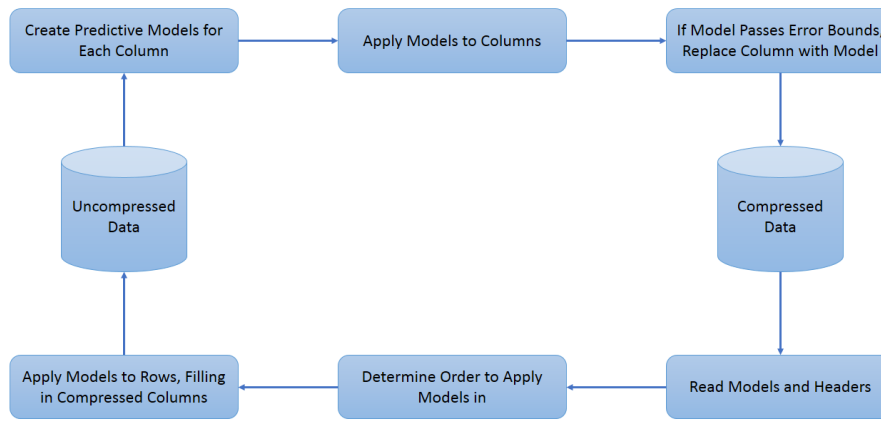 Create Predictive Models for
Each Column
Apply Models to Columns
If Model Passes Error Bounds,
Replace Column with Model
Uncompressed
Data
Compressed
Data
Apply Models to Rows, Filling
in Compressed Columns
Determine Order to Apply
Models in
Read Models and Headers